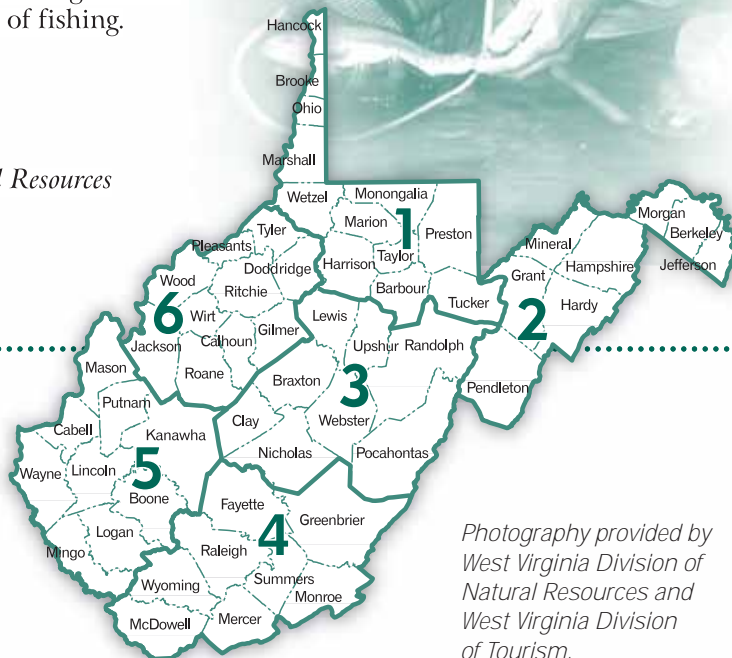 of fishing.
Resources
Hancock
Brooke
Ohio
Marshall
Wetzel
Monongalia
Marion
1
Preston
Taylor
Harrison
Barbour
Tucker
Morgan
Berkeley
Jefferson
Mineral
Hampshire
Grant
Hardy
2
Pendleton
Tyler
Pleasants
Doddridge
Wood
Ritchie
6
Wirt
Calhoun
Gilmer
Jackson
Roane
Lewis
Upshur
Randolph
Braxton
3
Clay
Webster
Nicholas
Pocahontas
Mason
Putnam
Cabell
Kanawha
Wayne
Lincoln
5
Boone
Logan
Mingo
Fayette
Greenbrier
4
Raleigh
Summers
Wyoming
Monroe
McDowell
Mercer
Photography provided by
West Virginia Division of
Natural Resources and
West Virginia Division
of Tourism.